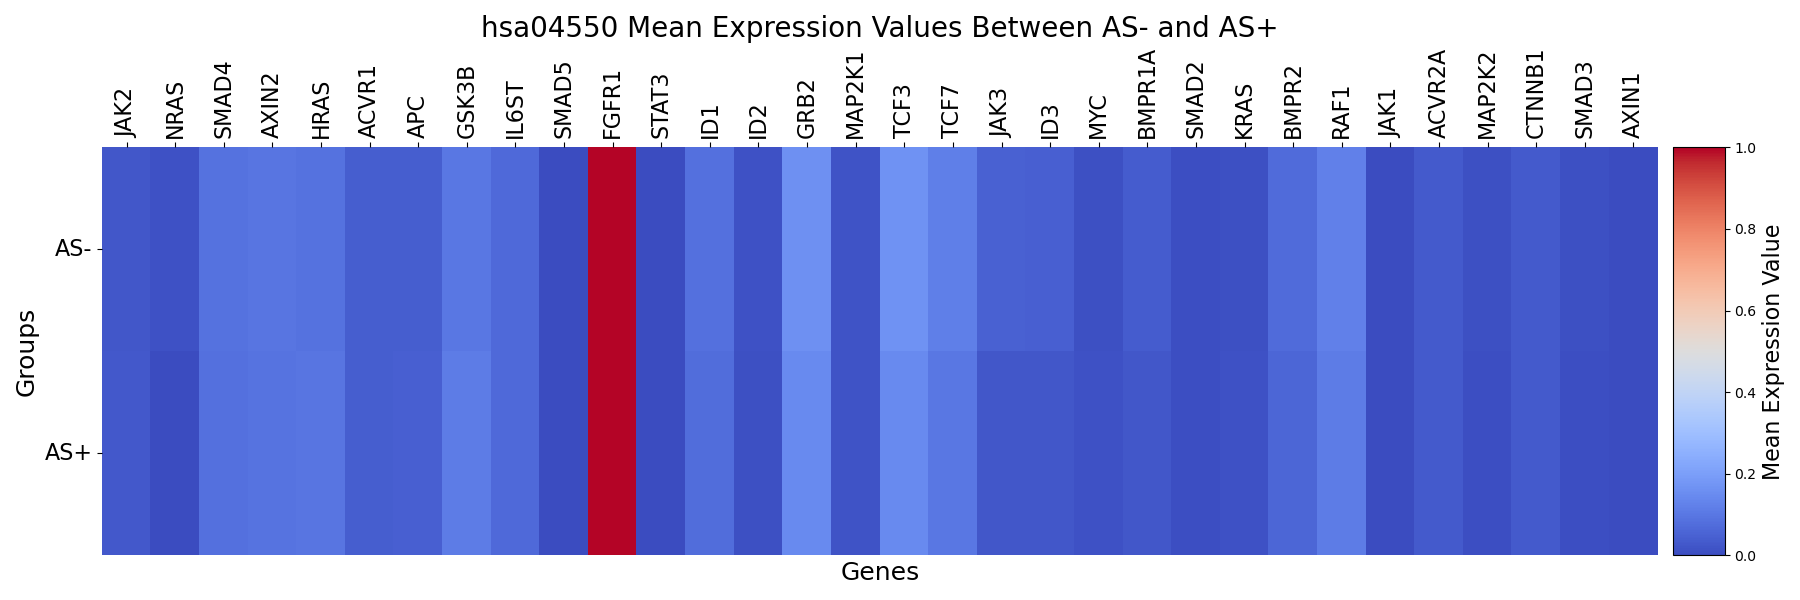 hsa04550 Mean Expression Values Between AS- and AS+
JAK2
NRAS
SMAD4
AXIN2
HRAS
ACVR1
APC
GSK3B
IL6ST
SMAD5
FGFR1
STAT3
ID1
ID2
GRB2
MAP2K1
TCF3
TCF7
JAK3
ID3
MYC
BMPR1A
SMAD2
KRAS
BMPR2
RAF1
JAK1
ACVR2A
MAP2K2
CTNNB1
SMAD3
AXIN1
Groups
AS-
AS+
Genes
1.0
0.8
0.6
0.4
0.2
0.0
Mean Expression Value